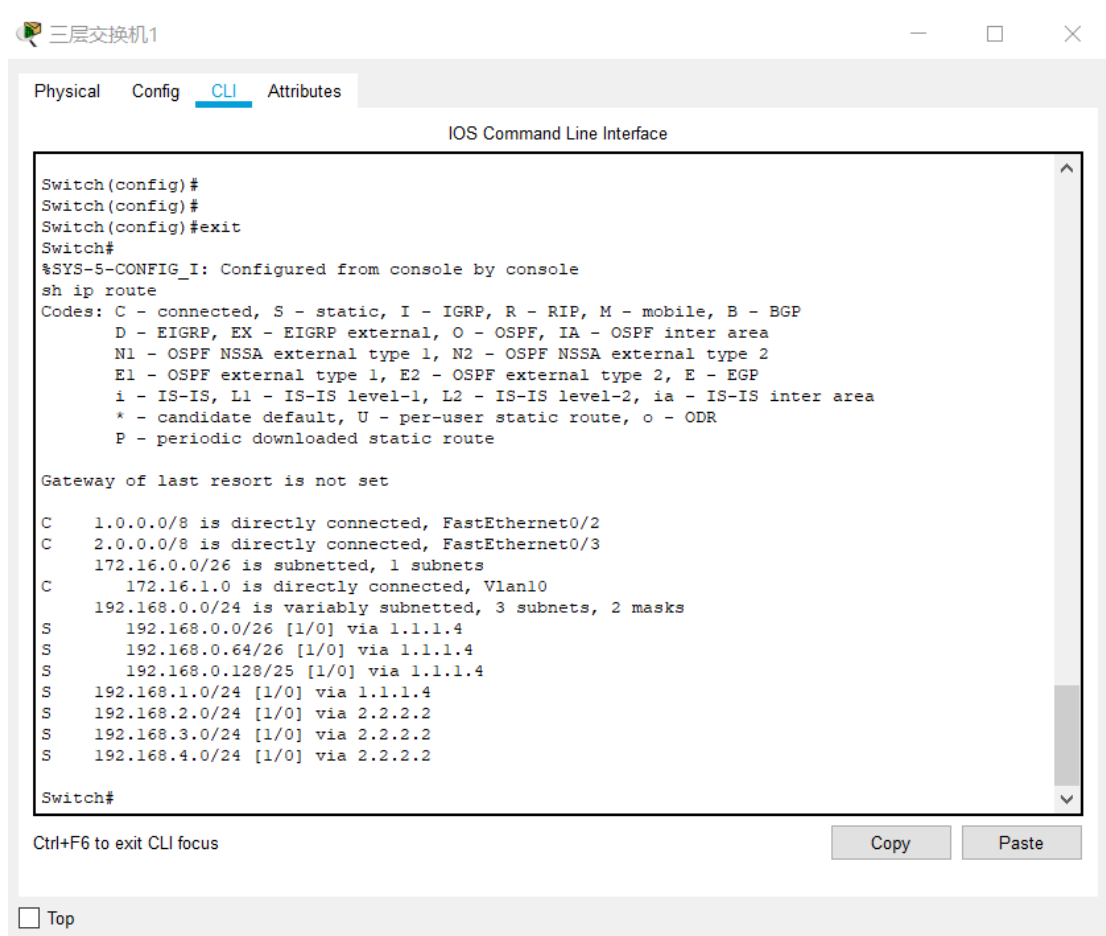 三层交换机1
Physical Config CLI Attributes
IOS Command Line Interface
Switch(config)#
Switch(config)#
Switch(config)#exit
Switch#
%SYS-5-CONFIG_I: Configured from console by console
sh ip route
Codes: C - connected, S - static, I - IGRP, R - RIP, M - mobile, B - BGP
       D - EIGRP, EX - EIGRP external, O - OSPF, IA - OSPF inter area
       N1 - OSPF NSSA external type 1, N2 - OSPF NSSA external type 2
       E1 - OSPF external type 1, E2 - OSPF external type 2, E - EGP
       i - IS-IS, L1 - IS-IS level-1, L2 - IS-IS level-2, ia - IS-IS inter area
       * - candidate default, U - per-user static route, o - ODR
       P - periodic downloaded static route
Gateway of last resort is not set
C    1.0.0.0/8 is directly connected, FastEthernet0/2
C    2.0.0.0/8 is directly connected, FastEthernet0/3
     172.16.0.0/26 is subnetted, 1 subnets
C       172.16.1.0 is directly connected, Vlan10
     192.168.0.0/24 is variably subnetted, 3 subnets, 2 masks
S       192.168.0.0/26 [1/0] via 1.1.1.4
S       192.168.0.64/26 [1/0] via 1.1.1.4
S       192.168.0.128/25 [1/0] via 1.1.1.4
S    192.168.1.0/24 [1/0] via 1.1.1.4
S    192.168.2.0/24 [1/0] via 2.2.2.2
S    192.168.3.0/24 [1/0] via 2.2.2.2
S    192.168.4.0/24 [1/0] via 2.2.2.2
Switch#
Ctrl+F6 to exit CLI focus
Copy Paste
Top